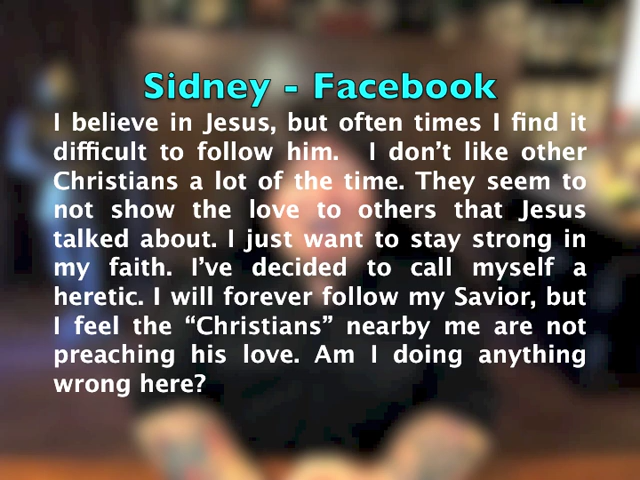 Sidney - Facebook
I believe in Jesus, but often times I find it
difficult to follow him. I don't like other
Christians a lot of the time. They seem to
not show the love to others that Jesus
talked about. I just want to stay strong in
my faith. I've decided to call myself a
heretic. I will forever follow my Savior, but
I feel the “Christians” nearby me are not
preaching his love. Am I doing anything
wrong here?